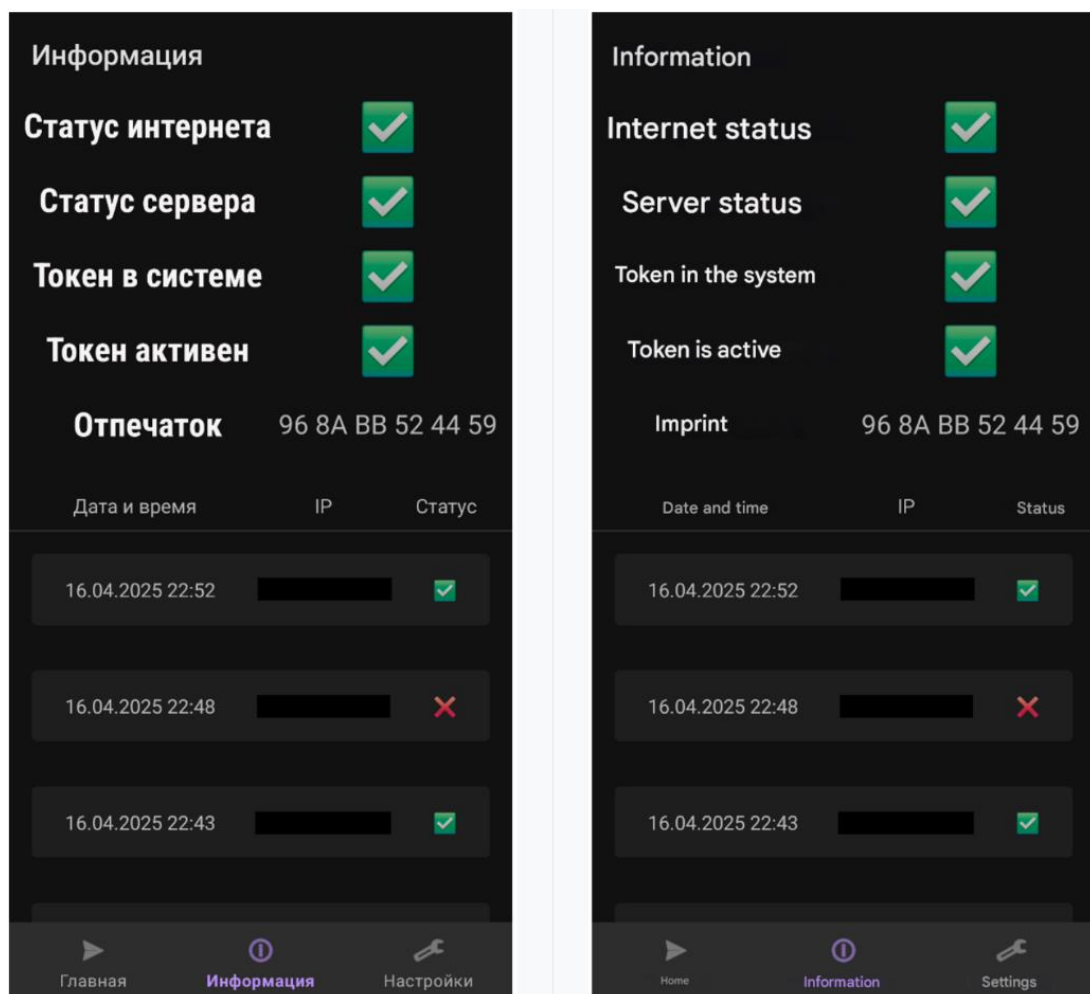 Информация
Статус интернета
Статус сервера
Токен в системе
Токен активен
Отпечаток 96 8A BB 52 44 59
Дата и время IP Статус
16.04.2025 22:52
16.04.2025 22:48
16.04.2025 22:43
Главная Информация Настройки
Information
Internet status
Server status
Token in the system
Token is active
Imprint 96 8A BB 52 44 59
Date and time IP Status
16.04.2025 22:52
16.04.2025 22:48
16.04.2025 22:43
Home Information Settings